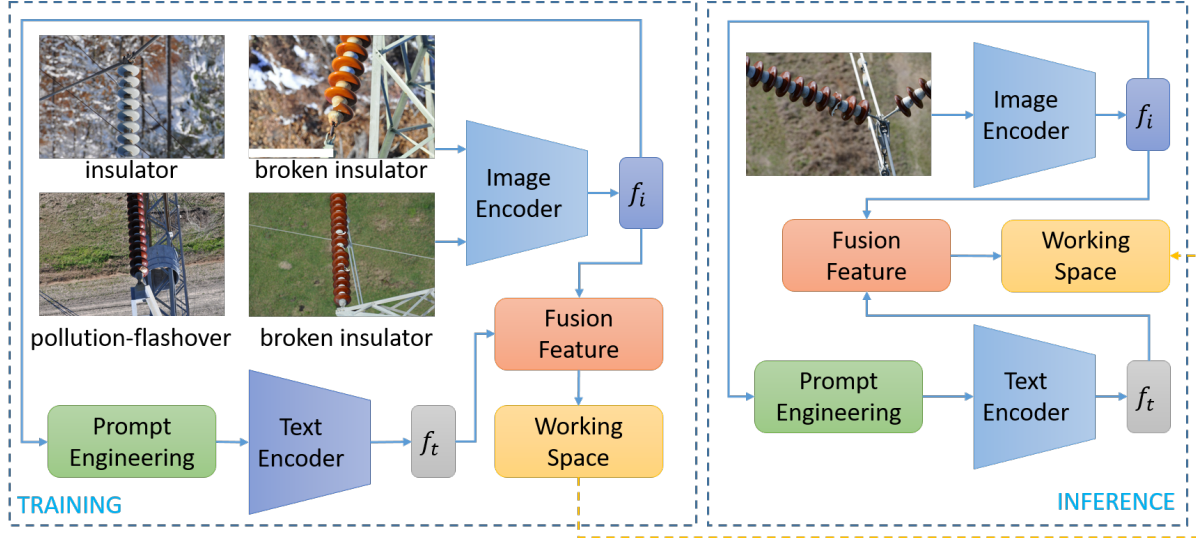 insulator
broken insulator
pollution-flashover
broken insulator
Image
Encoder
f_i
Fusion
Feature
Working
Space
Prompt
Engineering
Text
Encoder
f_t
TRAINING
Image
Encoder
f_i
Fusion
Feature
Working
Space
Prompt
Engineering
Text
Encoder
f_t
INFERENCE